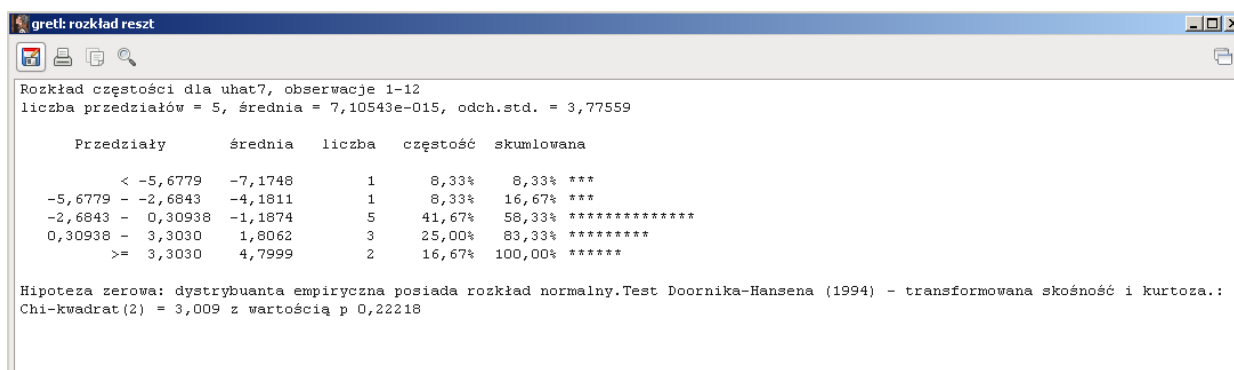 gretl: rozkład reszt
Rozkład częstości dla uhat7, obserwacje 1-12
liczba przedziałów = 5, średnia = 7,10543e-015, odch.std. = 3,77559
Przedziały średnia liczba częstość skumlowana
< -5,6779 -7,1748 1 8,33% 8,33% ***
-5,6779 - -2,6843 -4,1811 1 8,33% 16,67% ***
-2,6843 - 0,30938 -1,1874 5 41,67% 58,33% **************
0,30938 - 3,3030 1,8062 3 25,00% 83,33% *********
>= 3,3030 4,7999 2 16,67% 100,00% ******
Hipoteza zerowa: dystrybuanta empiryczna posiada rozkład normalny.Test Doornika-Hansena (1994) - transformowana skośność i kurtoza.:
Chi-kwadrat(2) = 3,009 z wartością p 0,22218